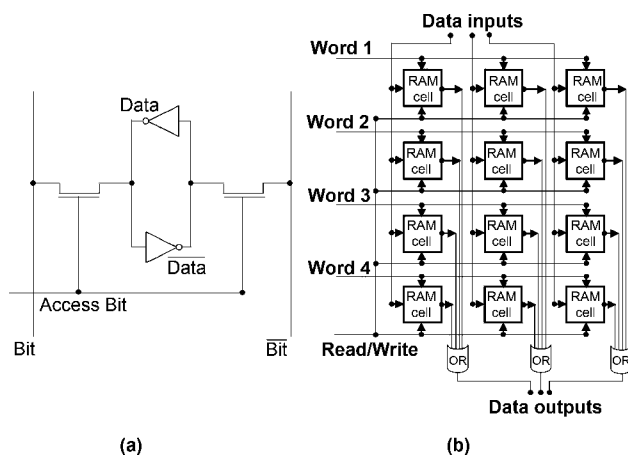 Data
Data
Access Bit
Bit
Bit
(a)
Data inputs
Word 1
RAM cell RAM cell RAM cell
Word 2
RAM cell RAM cell RAM cell
Word 3
RAM cell RAM cell RAM cell
Word 4
RAM cell RAM cell RAM cell
Read/Write
OR OR OR
Data outputs
(b)